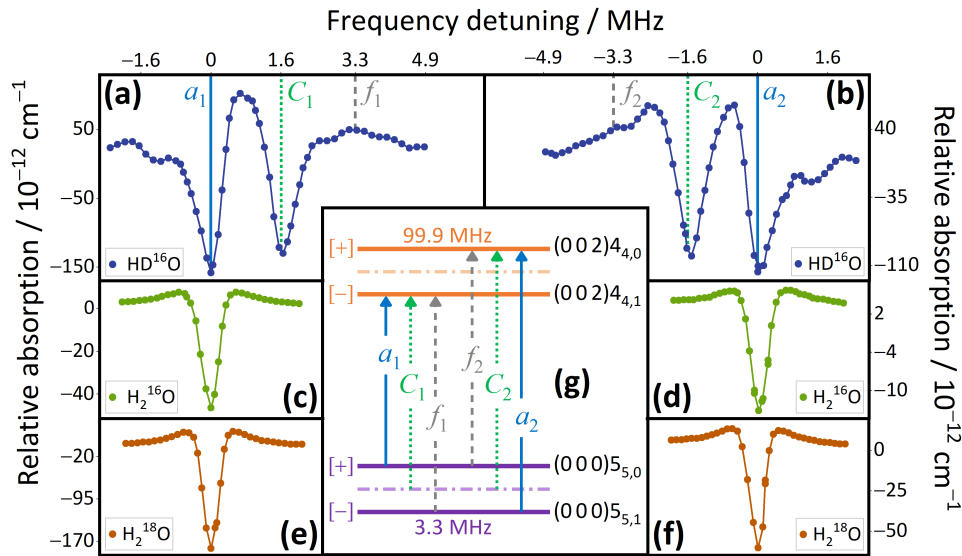 Frequency detuning / MHz
−1.6 0 1.6 3.3 4.9 −4.9 −3.3 −1.6 0
(a) a₁ C₁ f₁ f₂ C₂ a₂ (b)
Relative absorption / 10⁻¹² cm⁻¹
50
−50
−150
HD¹⁶O
40
−35
−110
HD¹⁶O
Relative absorption / 10⁻¹² cm⁻¹
0
−20
−40
H₂¹⁶O
(c)
2
−4
−10
(d)
H₂¹⁶O
−20
−95
−170
H₂¹⁸O
(e)
0
−25
−50
(f)
H₂¹⁸O
[+] 99.9 MHz (0 0 2)4₄,₀
[−] (0 0 2)4₄,₁
a₁ C₁ f₁ f₂ C₂ a₂ (g)
[+] (0 0 0)5₅,₀
[−] 3.3 MHz (0 0 0)5₅,₁